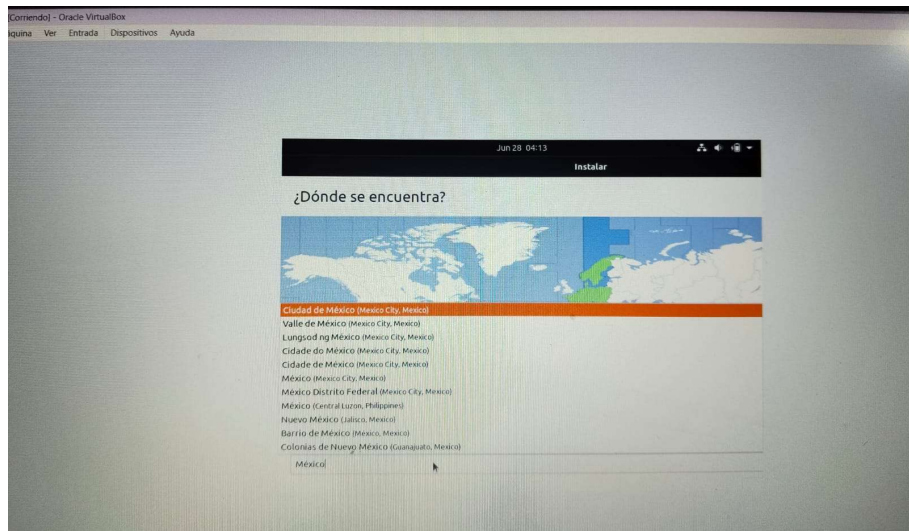 [Corriendo] - Oracle VirtualBox
quina Ver Entrada Dispositivos Ayuda
Jun 28 04:13
Instalar
¿Dónde se encuentra?
Ciudad de México (Mexico City, Mexico)
Valle de México (Mexico City, Mexico)
Lungsod ng México (Mexico City, Mexico)
Cidade do México (Mexico City, Mexico)
Cidade de México (Mexico City, Mexico)
México (Mexico City, Mexico)
México Distrito Federal (Mexico City, Mexico)
México (Central Luzon, Philippines)
Nuevo México (Jalisco, Mexico)
Barrio de México (Mexico, Mexico)
Colonias de Nuevo México (Guanajuato, Mexico)
México